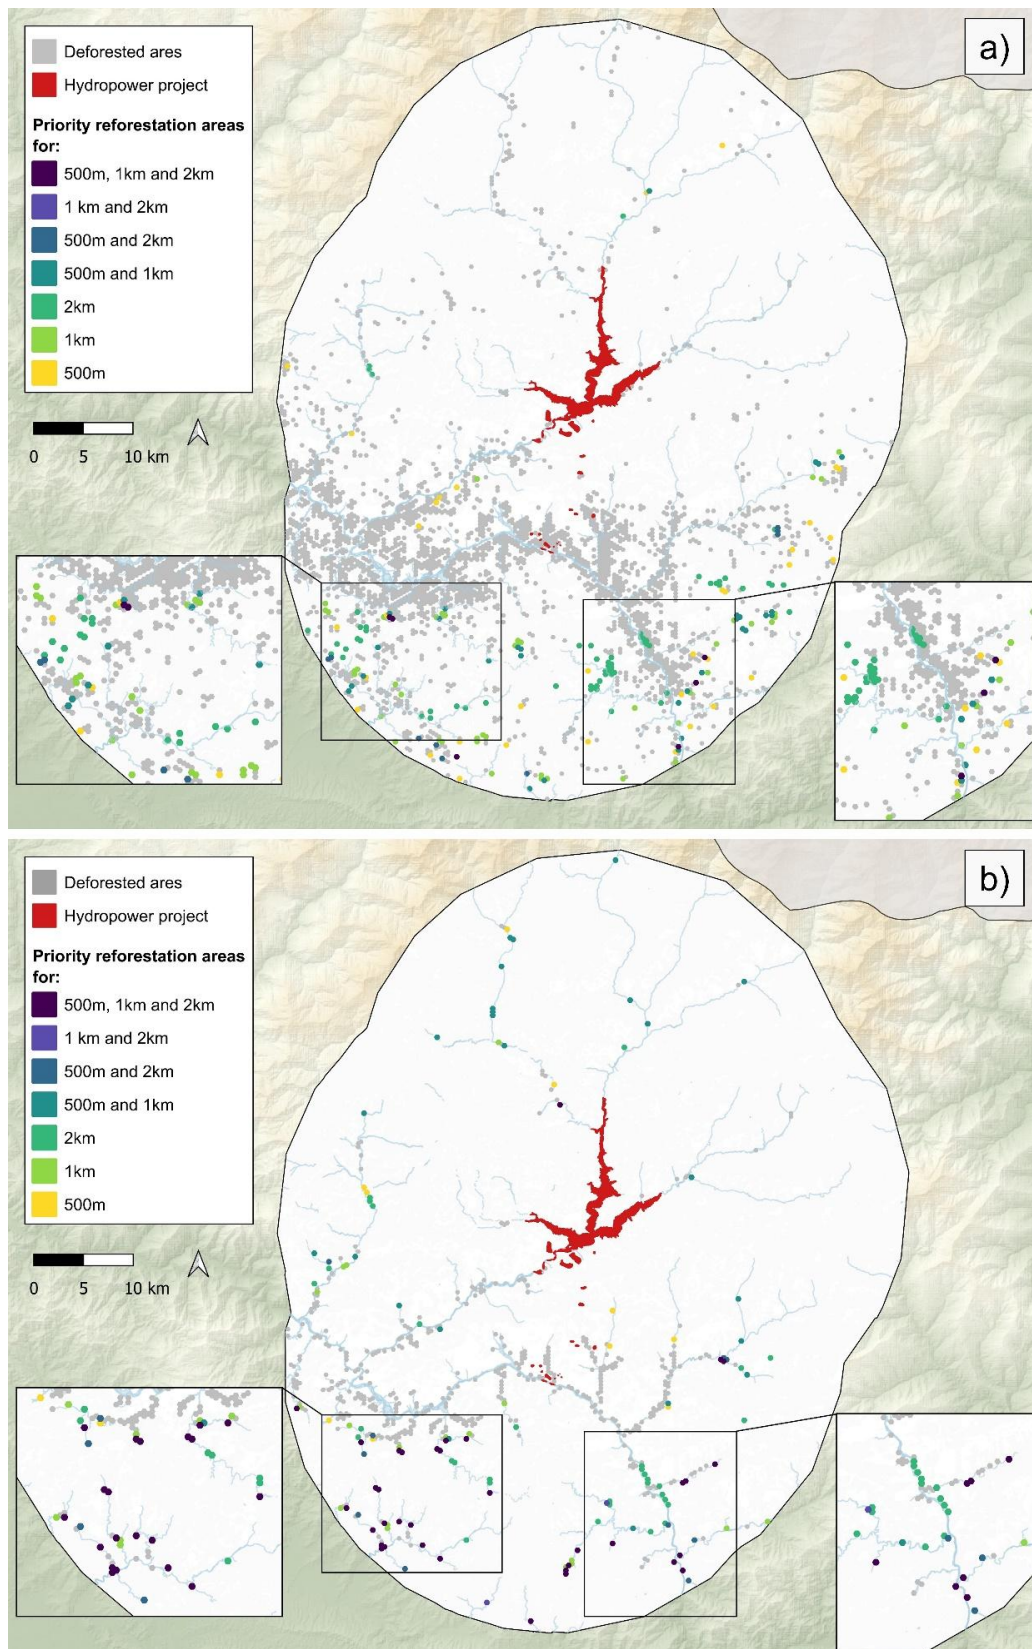 a)
Deforested ares
Hydropower project
Priority reforestation areas
for:
500m, 1km and 2km
1 km and 2km
500m and 2km
500m and 1km
2km
1km
500m
0 5 10 km
b)
Deforested ares
Hydropower project
Priority reforestation areas
for:
500m, 1km and 2km
1 km and 2km
500m and 2km
500m and 1km
2km
1km
500m
0 5 10 km